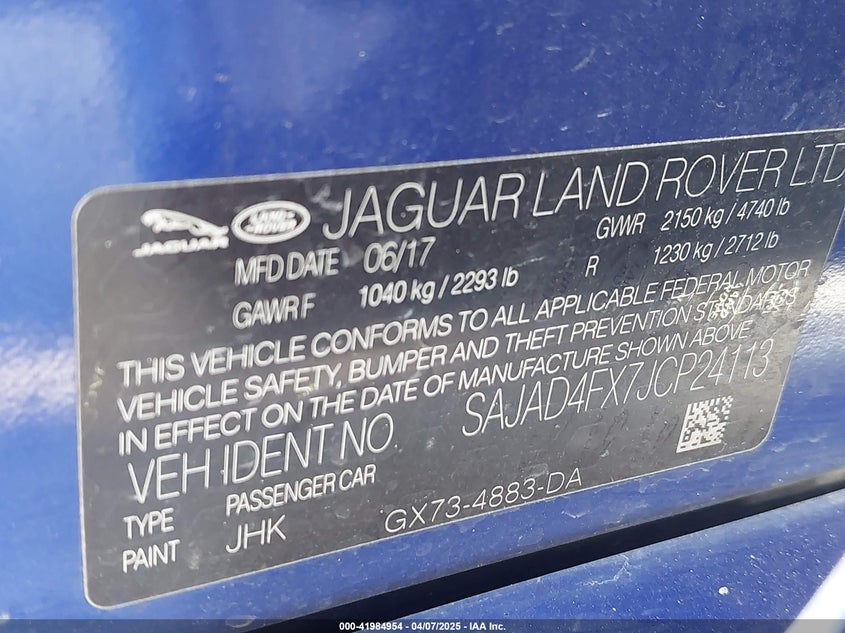 JAGUAR LAND ROVER JAGUAR LAND ROVER LTD
MFD DATE 06/17 GVWR 2150 kg / 4740 lb
GAWR F 1040 kg / 2293 lb R 1230 kg / 2712 lb
THIS VEHICLE CONFORMS TO ALL APPLICABLE FEDERAL MOTOR
VEHICLE SAFETY, BUMPER AND THEFT PREVENTION STANDARDS
IN EFFECT ON THE DATE OF MANUFACTURE SHOWN ABOVE
VEH IDENT NO SAJAD4FX7JCP24113
TYPE PASSENGER CAR
PAINT JHK GX73-4883-DA
000-41984954 - 04/07/2025 - IAA Inc.